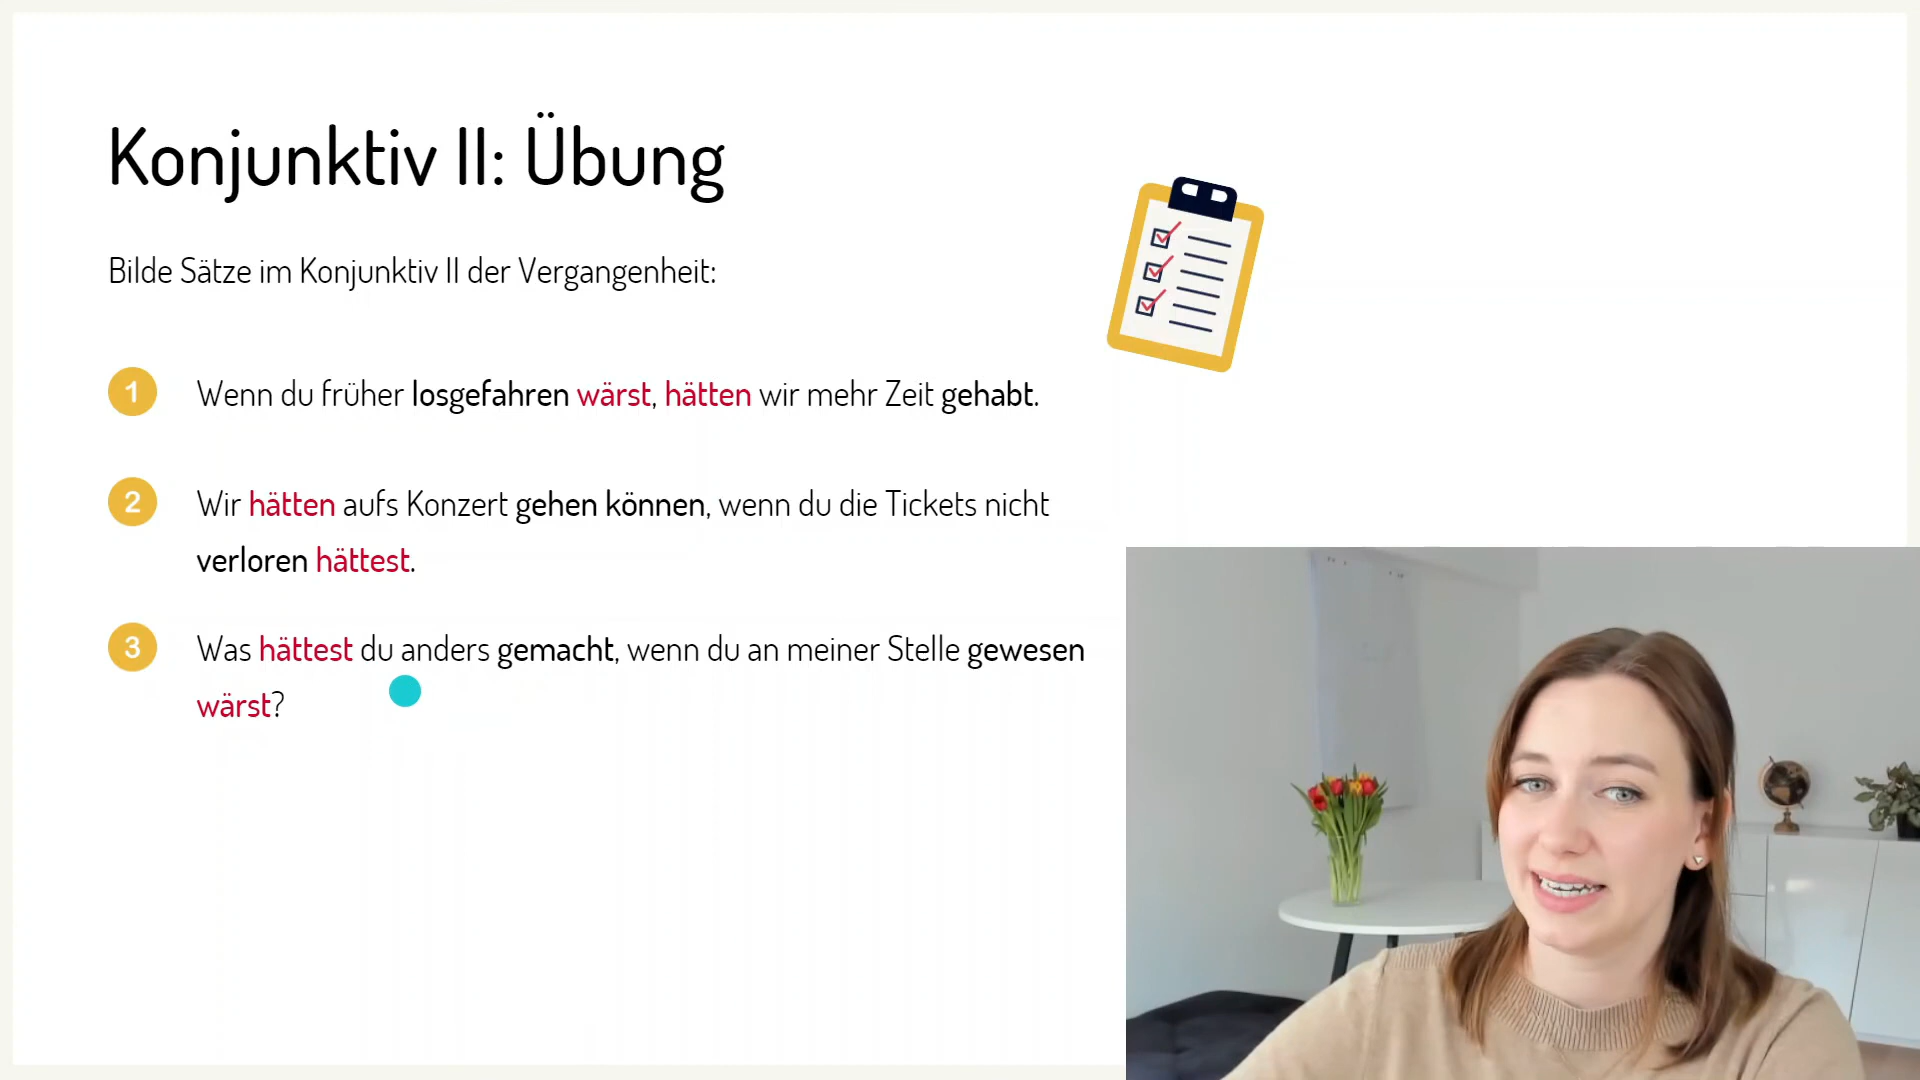 Konjunktiv II: Übung
Bilde Sätze im Konjunktiv II der Vergangenheit:
1 Wenn du früher losgefahren wärst, hätten wir mehr Zeit gehabt.
2 Wir hätten aufs Konzert gehen können, wenn du die Tickets nicht
verloren hättest.
3 Was hättest du anders gemacht, wenn du an meiner Stelle gewesen
wärst?